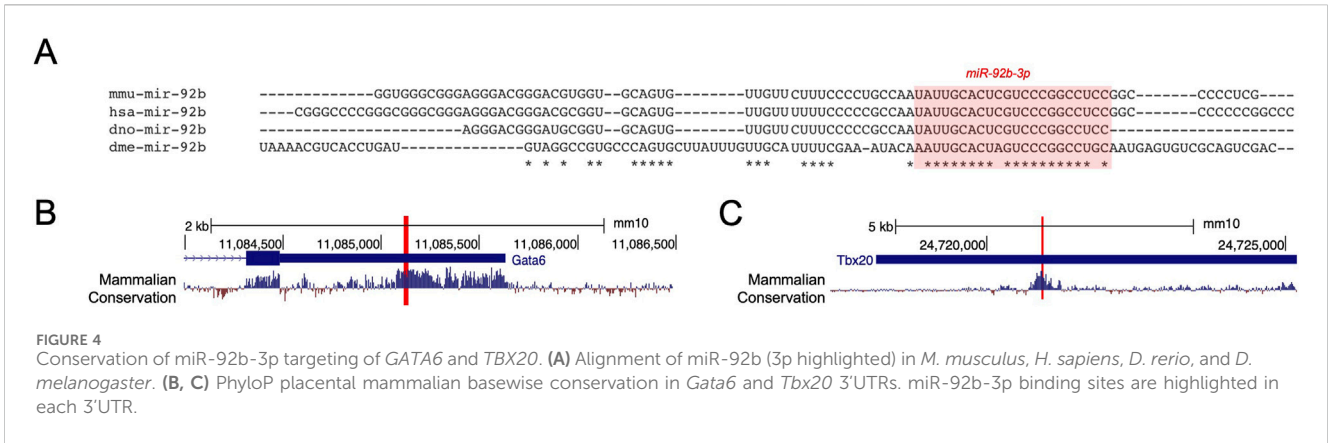 A
miR-92b-3p
mmu-mir-92b -------------GGUGGGCGGGAGGGACGGGACGUGGU--GCAGUG--------UUGUU CUUUCCCCUGCCAAUAUUGCACUCGUCCCGGCCUCCGGC-------CCCCUCG----
hsa-mir-92b ----CGGGCCCCGGGCGGGCGGGAGGGACGGGACGCGGU--GCAGUG--------UUGUU UUUUCCCCCGCCAAUAUUGCACUCGUCCCGGCCUCCGGC-------CCCCCCGGCCC
dno-mir-92b -----------------------AGGGACGGGAUGCGGU--GCAGUG--------UUGUU CUUUCCCCCGCCAAUAUUGCACUCGUCCCGGCCUCC---------------------
dme-mir-92b UAAAACGUCACCUGAU--------------GUAGGCCGUGCCCAGUGCUUAUUUGUUGCA UUUUCGAA-AUACAAAUUGCACUAGUCCCGGCCUGCAAUGAGUGUCGCAGUCGAC--
* * * ** ***** *** **** * ******** ********** *
B
2 kb mm10
11,084,500 11,085,000 11,085,500 11,086,000 11,086,500
Gata6
Mammalian
Conservation
C
5 kb mm10
24,720,000 24,725,000
Tbx20
Mammalian
Conservation
FIGURE 4
Conservation of miR-92b-3p targeting of GATA6 and TBX20. (A) Alignment of miR-92b (3p highlighted) in M. musculus, H. sapiens, D. rerio, and D.
melanogaster. (B, C) PhyloP placental mammalian basewise conservation in Gata6 and Tbx20 3'UTRs. miR-92b-3p binding sites are highlighted in
each 3'UTR.